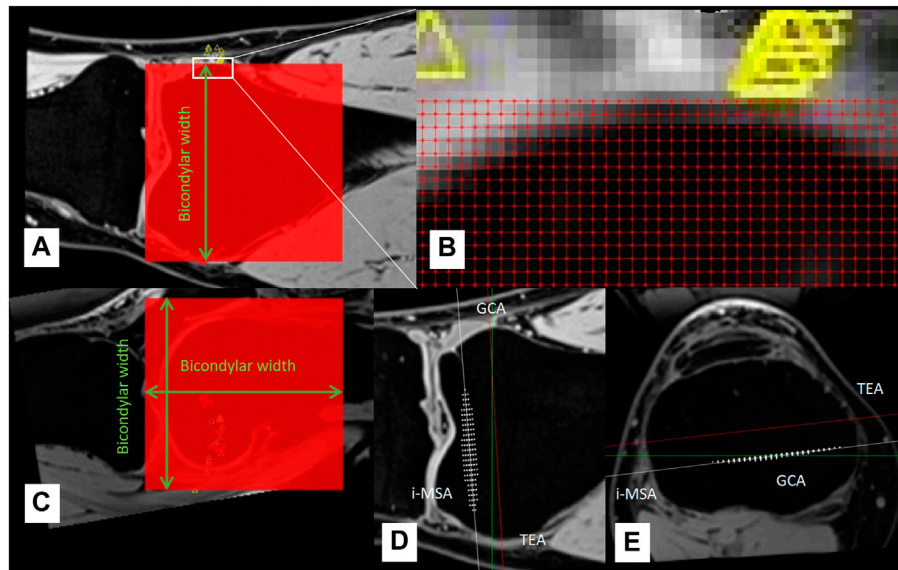 A
Bicondylar width
B
C
Bicondylar width
Bicondylar width
GCA
i-MSA
TEA
D
TEA
i-MSA
GCA
E